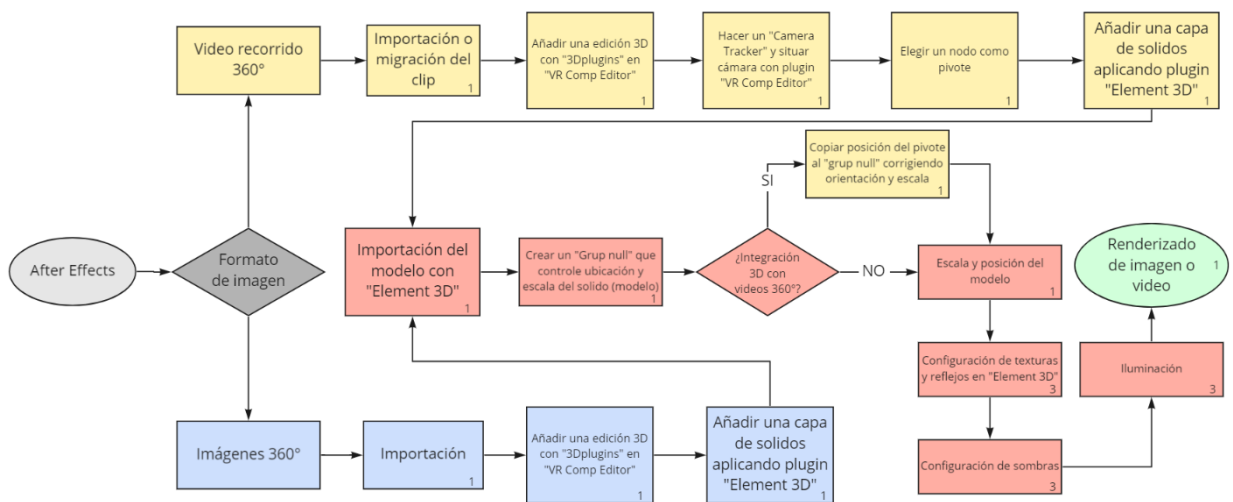 Video recorrido
360°
Importación o
migración del
clip
1
Añadir una edición 3D
con "3Dplugins" en
"VR Comp Editor"
1
Hacer un "Camera
Tracker" y situar
cámara con plugin
"VR Comp Editor"
1
Elegir un nodo como
pivote
1
Añadir una capa
de solidos
aplicando plugin
"Element 3D"
1
Copiar posición del pivote
al "grup null" corrigiendo
orientación y escala
1
SI
After Effects
Formato
de imagen
Importación del
modelo con
"Element 3D"
1
Crear un "Grup null" que
controle ubicación y
escala del solido (modelo)
1
¿Integración
3D con
videos 360°?
NO
Escala y posición del
modelo
1
Renderizado
de imagen o
video
1
Configuración de texturas
y reflejos en "Element 3D"
3
Iluminación
3
Configuración de sombras
3
Imágenes 360°
Importación
1
Añadir una edición 3D
con "3Dplugins" en
"VR Comp Editor"
1
Añadir una capa
de solidos
aplicando plugin
"Element 3D"
1